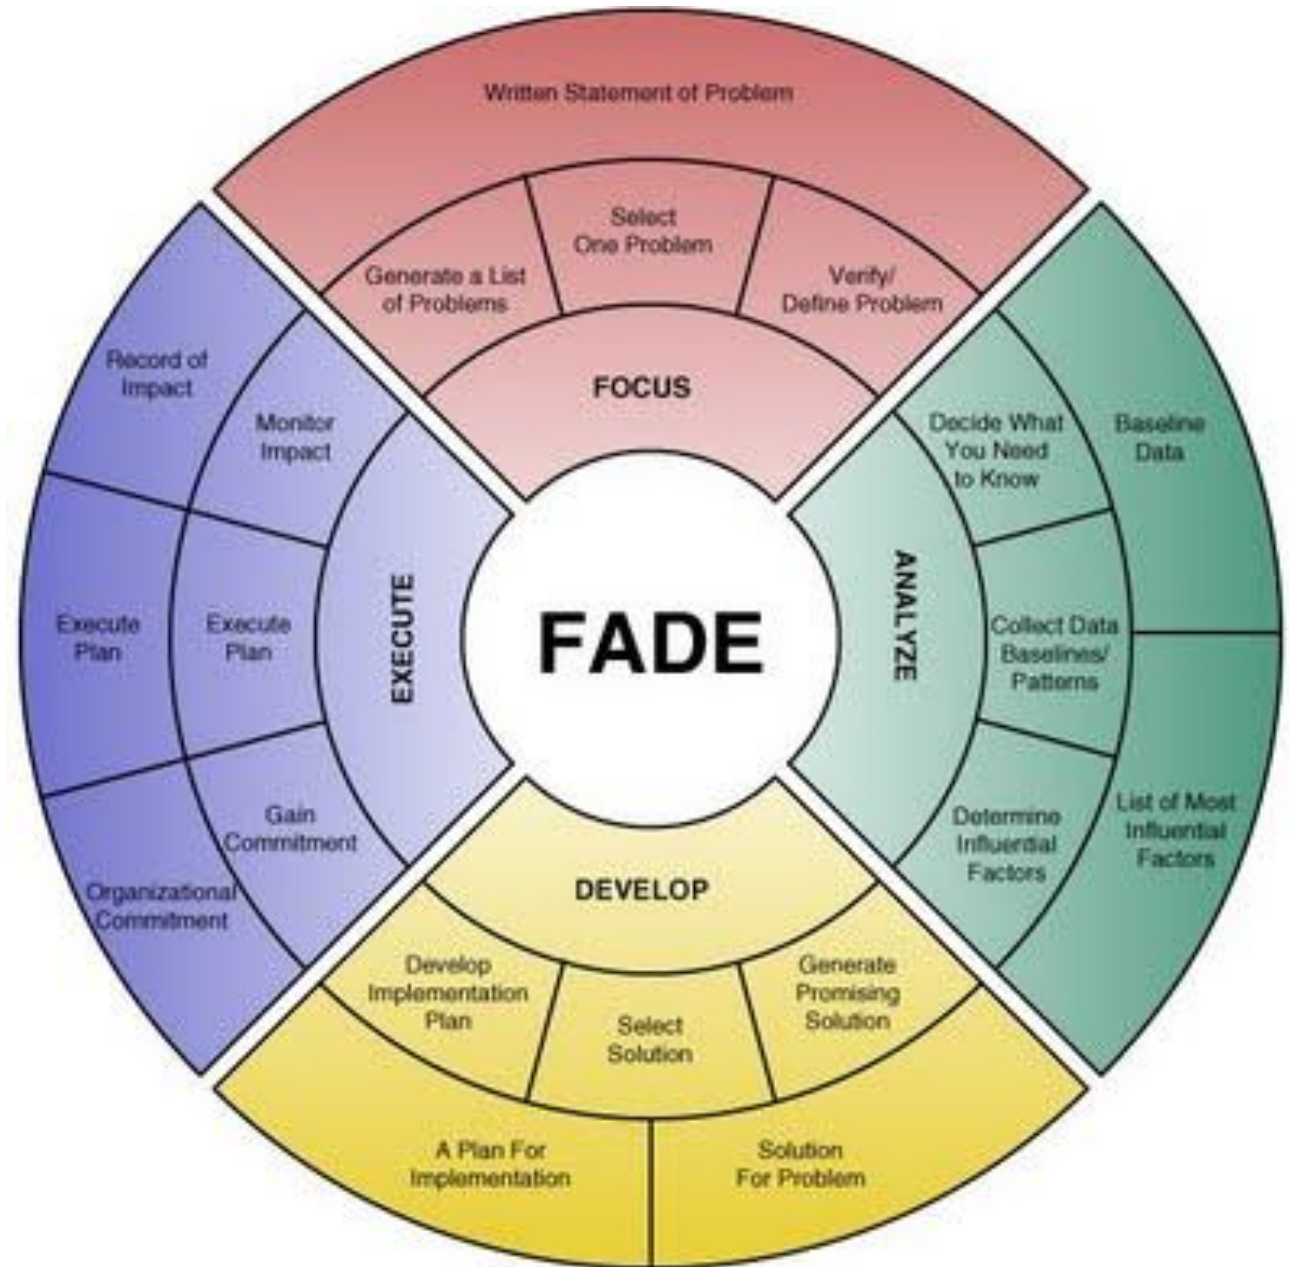 Written Statement of Problem
Generate a List
of Problems
Select
One Problem
Verify/
Define Problem
FOCUS
Baseline
Data
Decide What
You Need
to Know
Collect Data
Baselines/
Patterns
Determine
Influential
Factors
List of Most
Influential
Factors
ANALYZE
FADE
DEVELOP
Generate
Promising
Solution
Select
Solution
Develop
Implementation
Plan
Solution
For Problem
A Plan For
Implementation
EXECUTE
Gain
Commitment
Execute
Plan
Monitor
Impact
Organizational
Commitment
Execute
Plan
Record of
Impact